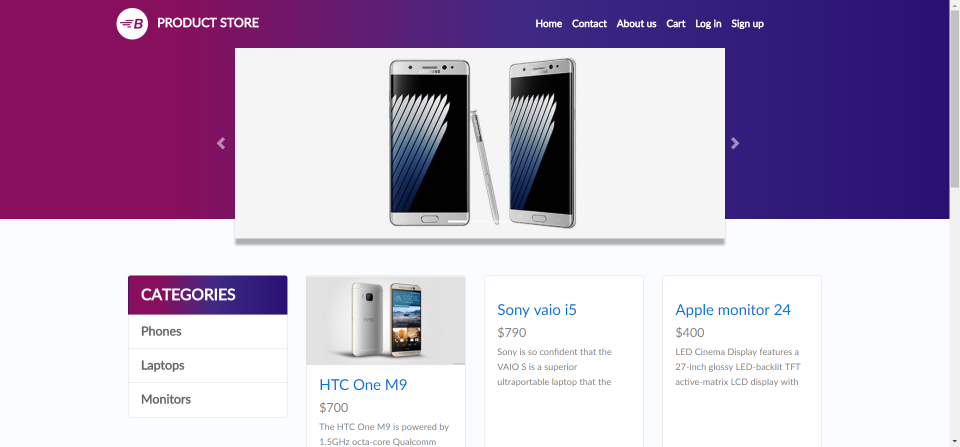 B PRODUCT STORE
Home Contact About us Cart Log in Sign up
SAMSUNG
CATEGORIES
Phones
Laptops
Monitors
HTC One M9
$700
The HTC One M9 is powered by
1.5GHz octa-core Qualcomm
Sony vaio i5
$790
Sony is so confident that the
VAIO S is a superior
ultraportable laptop that the
Apple monitor 24
$400
LED Cinema Display features a
27-inch glossy LED-backlit TFT
active-matrix LCD display with